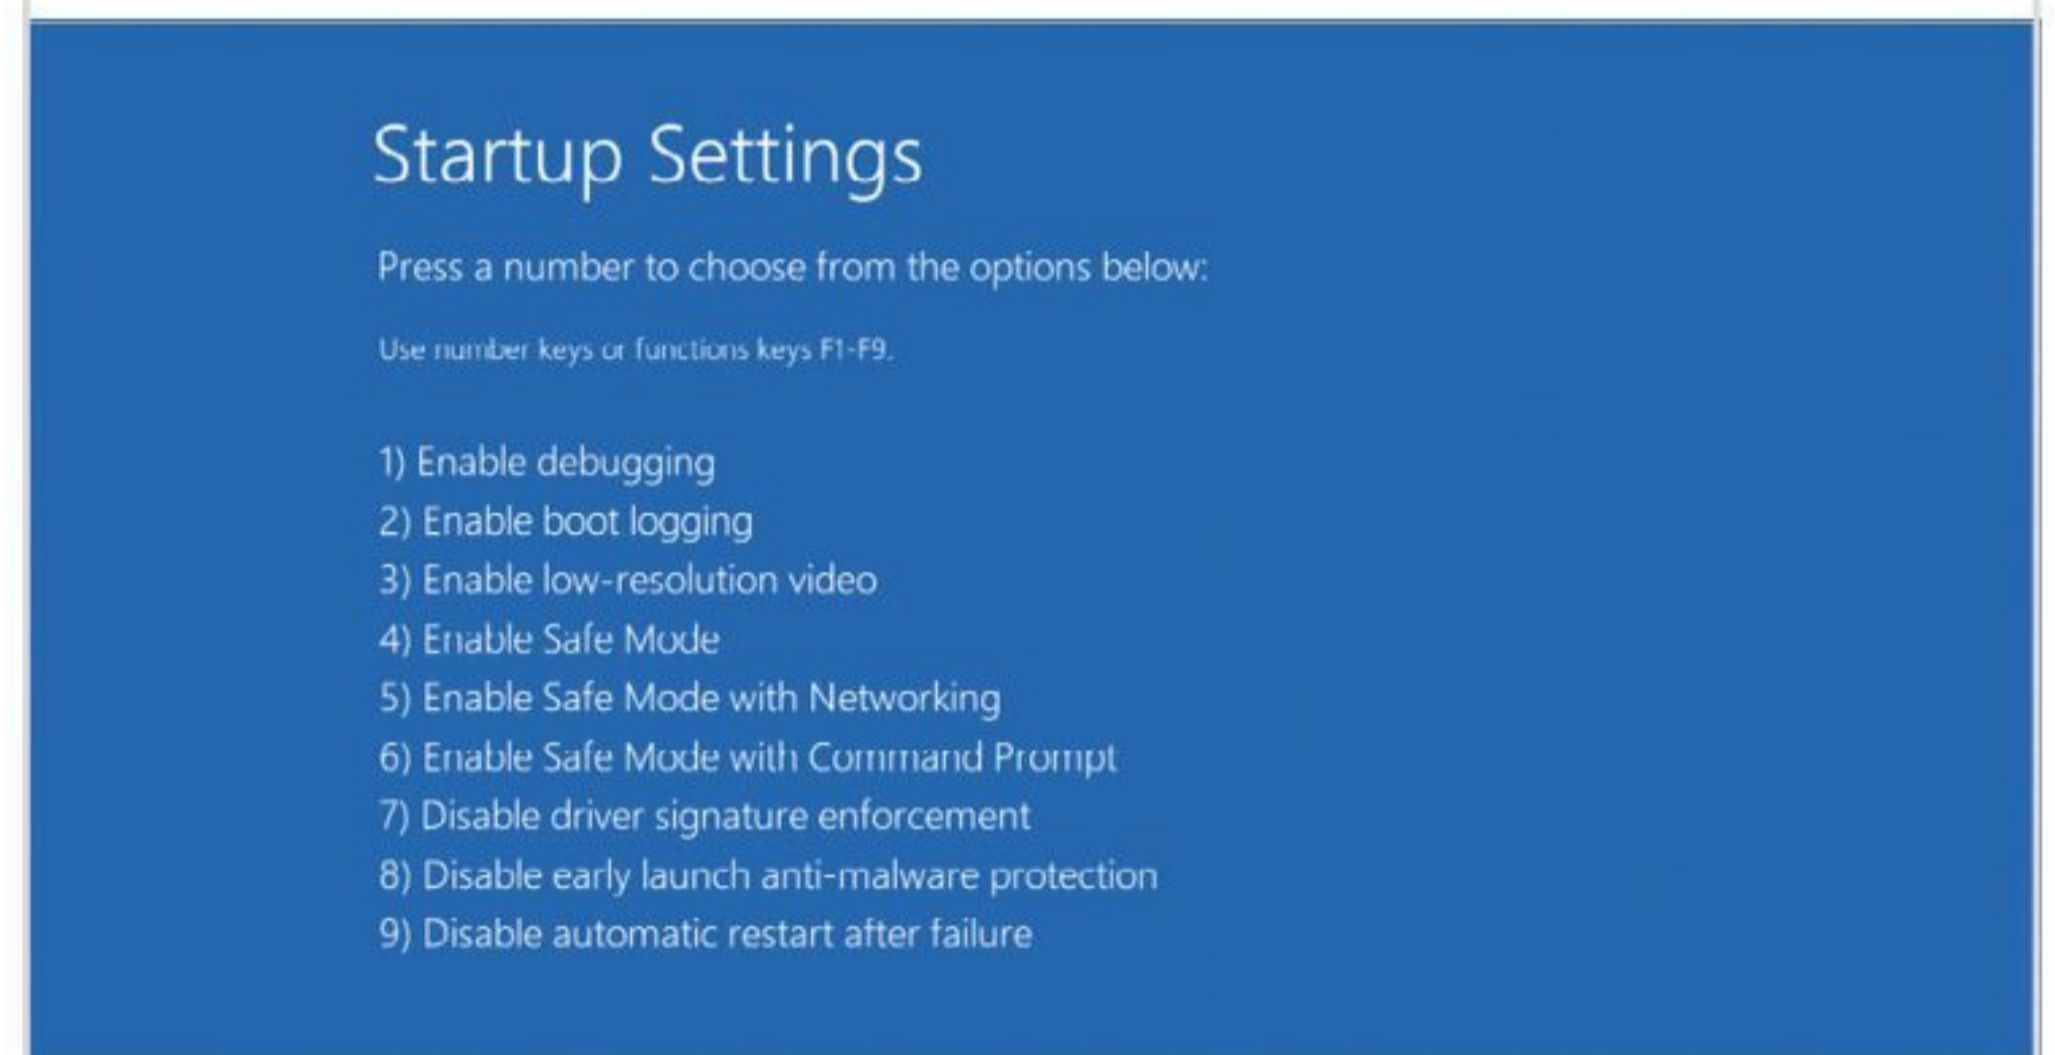 Startup Settings
Press a number to choose from the options below:
Use number keys or functions keys F1-F9.
1) Enable debugging
2) Enable boot logging
3) Enable low-resolution video
4) Enable Safe Mode
5) Enable Safe Mode with Networking
6) Enable Safe Mode with Command Prompt
7) Disable driver signature enforcement
8) Disable early launch anti-malware protection
9) Disable automatic restart after failure